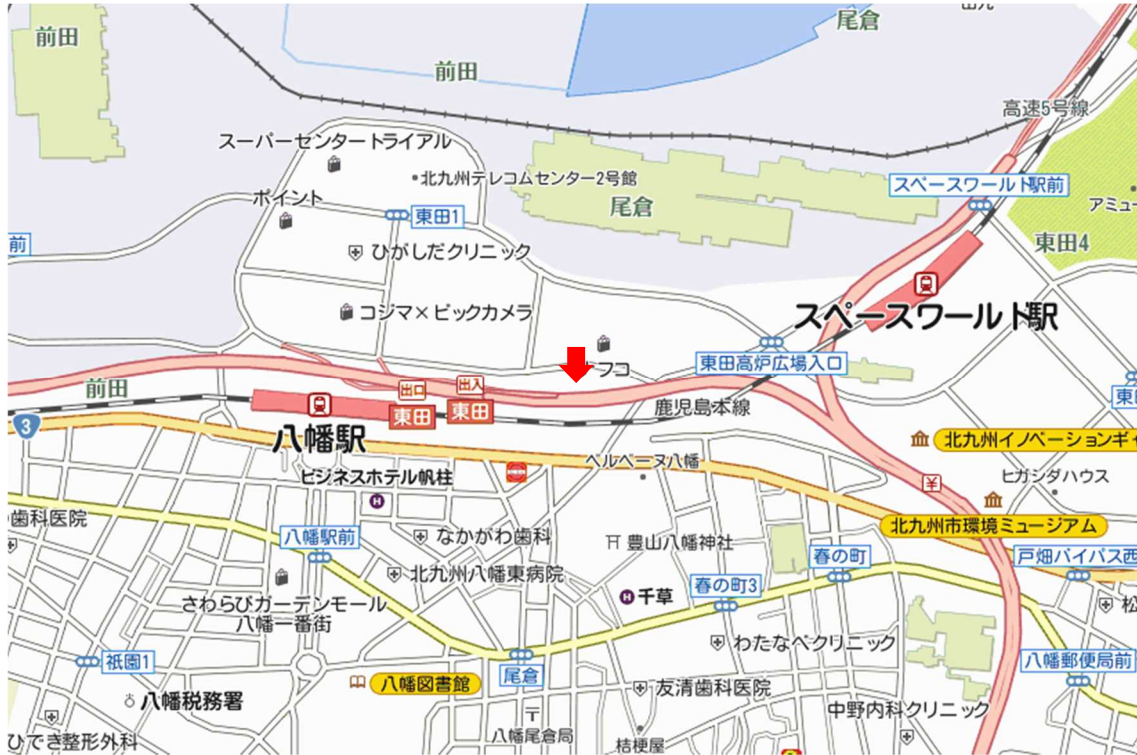 前田
前田
尾倉
高速5号線
スーパーセンタートライアル
北九州テレコムセンター2号館
スペースワールド駅前
ポイント
東田1
尾倉
アミュー
前
ひがしだクリニック
東田4
コジマ×ビックカメラ
スペースワールド駅
東田高炉広場入口
フコ
前田
出口
出入
東田
東田
鹿児島本線
3
八幡駅
北九州イノベーションギャ
ビジネスホテル帆柱
ベルベーヌ八幡
¥
ヒガシダハウス
歯科医院
H
北九州市環境ミュージアム
八幡駅前
なかがわ歯科
豊山八幡神社
春の町
戸畑バイパス西
北九州八幡東病院
春の町3
さわらびガーデンモール
八幡一番街
H
千草
松
わたなべクリニック
祇園1
尾倉
八幡郵便局前
八幡図書館
友清歯科医院
八幡税務署
中野内科クリニック
八幡尾倉局
ひでき整形外科
桔梗屋